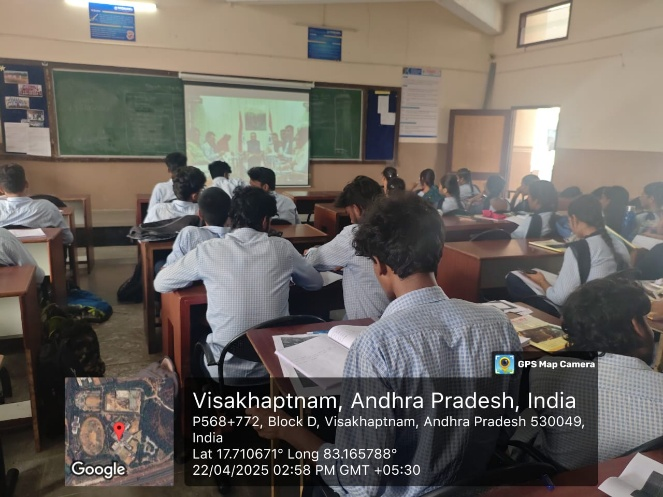 GPS Map Camera
Visakhaptnam, Andhra Pradesh, India
P568+772, Block D, Visakhaptnam, Andhra Pradesh 530049,
India
Lat 17.710671° Long 83.165788°
22/04/2025 02:58 PM GMT +05:30
Google